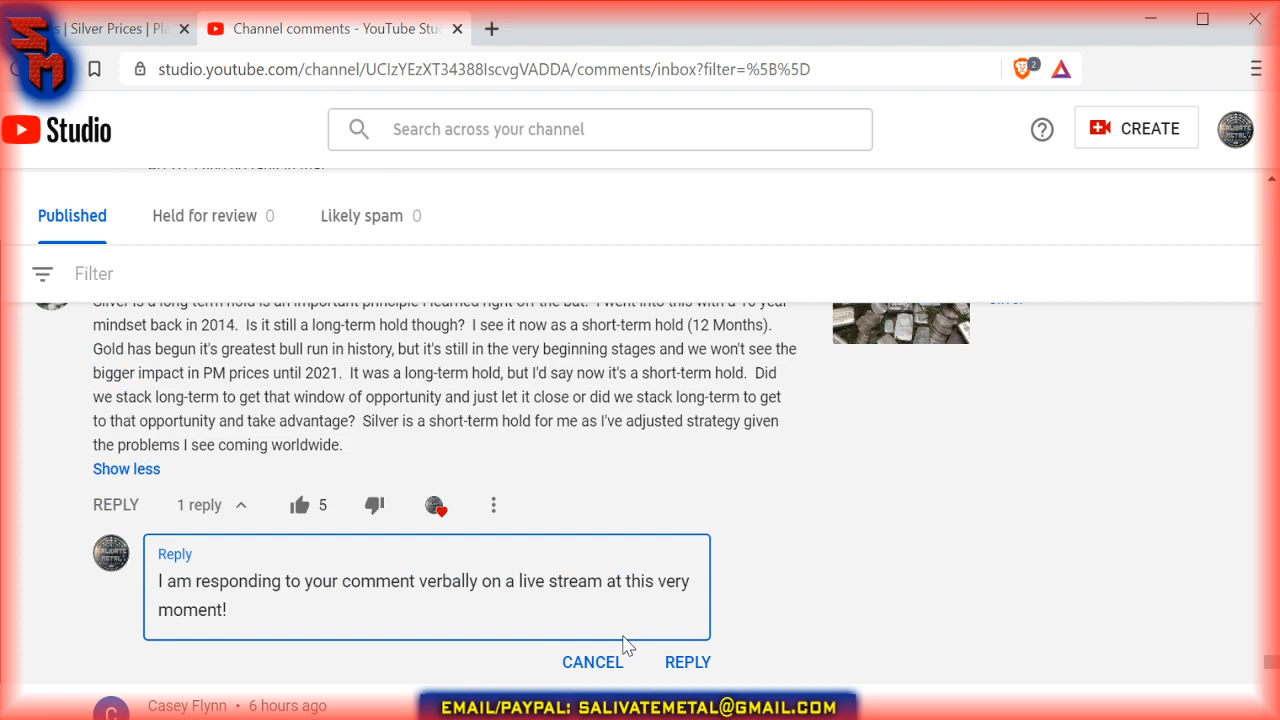 SM
s | Silver Prices | Pla
Channel comments - YouTube Stu
studio.youtube.com/channel/UCIzYEzXT34388IscvgVADDA/comments/inbox?filter=%5B%5D
2
Studio
Search across your channel
CREATE
SALIVATE METAL
Published
Held for review 0
Likely spam 0
Filter
mindset back in 2014. Is it still a long-term hold though? I see it now as a short-term hold (12 Months).
Gold has begun it's greatest bull run in history, but it's still in the very beginning stages and we won't see the
bigger impact in PM prices until 2021. It was a long-term hold, but I'd say now it's a short-term hold. Did
we stack long-term to get that window of opportunity and just let it close or did we stack long-term to get
to that opportunity and take advantage? Silver is a short-term hold for me as I've adjusted strategy given
the problems I see coming worldwide.
Show less
REPLY
1 reply
5
SALIVATE METAL
Reply
I am responding to your comment verbally on a live stream at this very
moment!
CANCEL
REPLY
C
Casey Flynn • 6 hours ago
EMAIL/PAYPAL: SALIVATEMETAL@GMAIL.COM